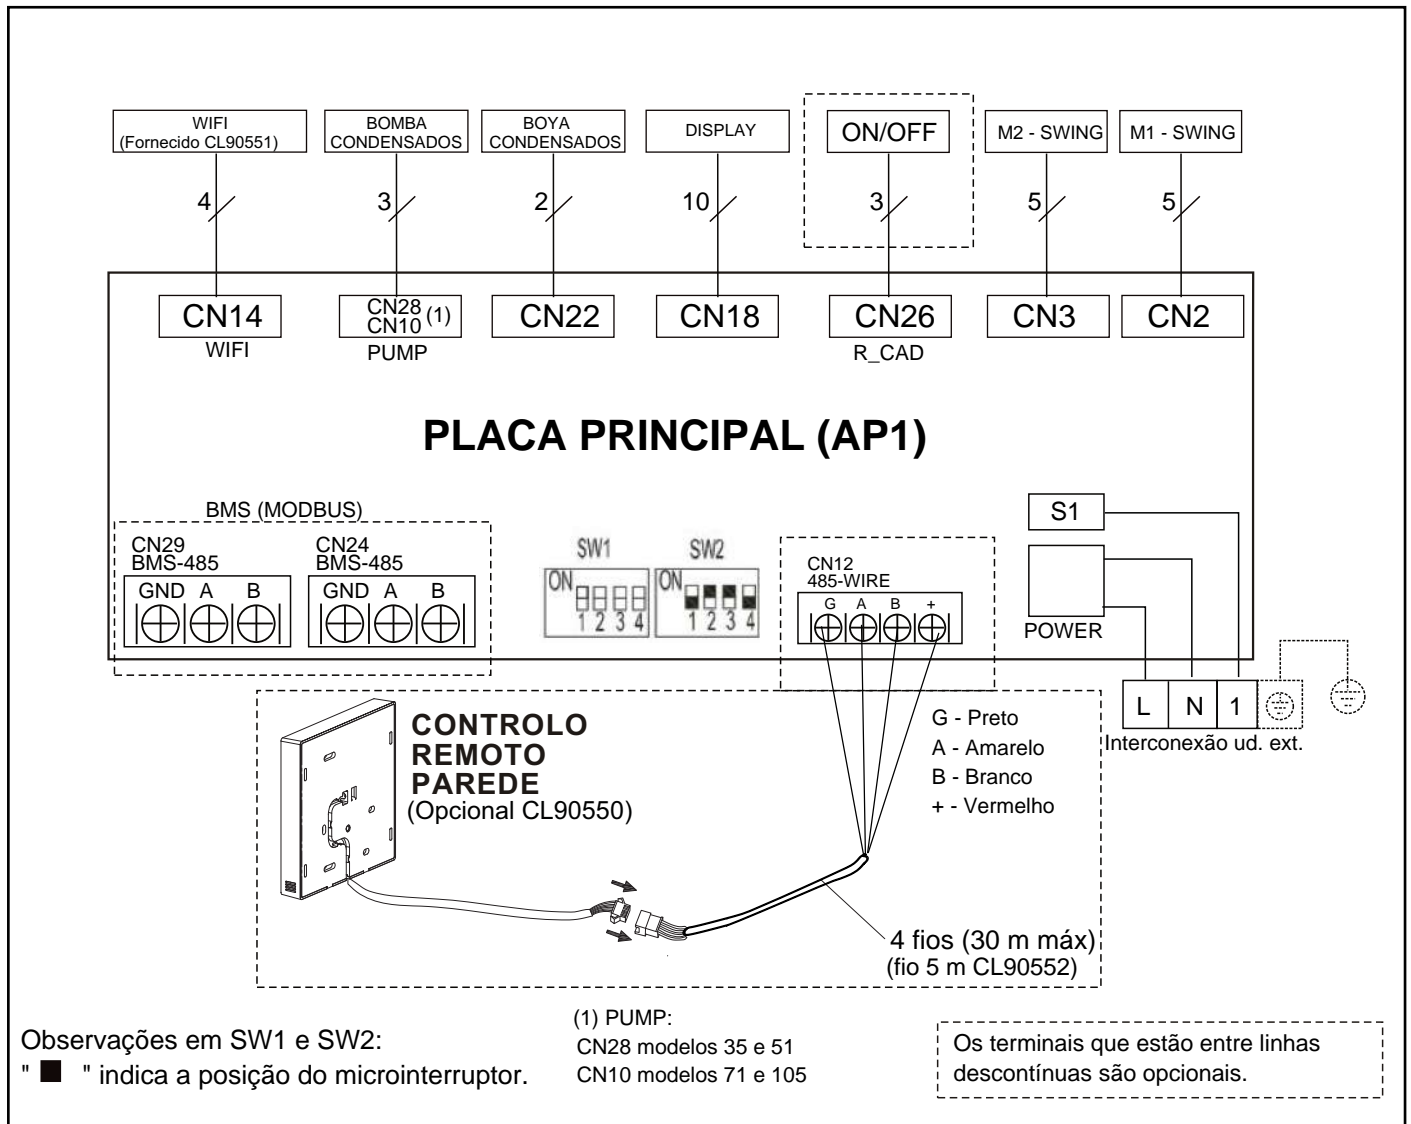 WIFI
(Fornecido CL90551)
BOMBA
CONDENSADOS
BOYA
CONDENSADOS
DISPLAY
ON/OFF
M2 - SWING
M1 - SWING
4
3
2
10
3
5
5
CN14
CN28
CN10
(1)
CN22
CN18
CN26
CN3
CN2
WIFI
PUMP
R_CAD
PLACA PRINCIPAL (AP1)
BMS (MODBUS)
CN29
BMS-485
GND A B
CN24
BMS-485
GND A B
SW1
ON
1 2 3 4
SW2
ON
1 2 3 4
CN12
485-WIRE
G A B +
S1
POWER
L N 1
Interconexão ud. ext.
CONTROLO
REMOTO
PAREDE
(Opcional CL90550)
G - Preto
A - Amarelo
B - Branco
+ - Vermelho
4 fios (30 m máx)
(fio 5 m CL90552)
Observações em SW1 e SW2:
" ■ " indica a posição do microinterruptor.
(1) PUMP:
CN28 modelos 35 e 51
CN10 modelos 71 e 105
Os terminais que estão entre linhas
descontínuas são opcionais.